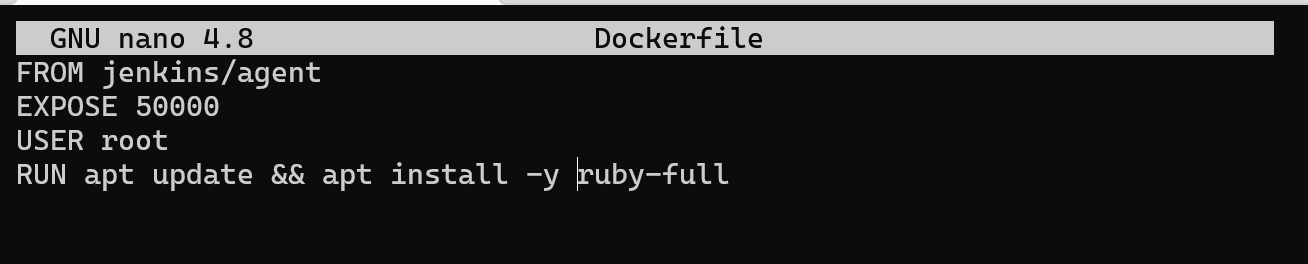 GNU nano 4.8 Dockerfile
FROM jenkins/agent
EXPOSE 50000
USER root
RUN apt update && apt install -y ruby-full